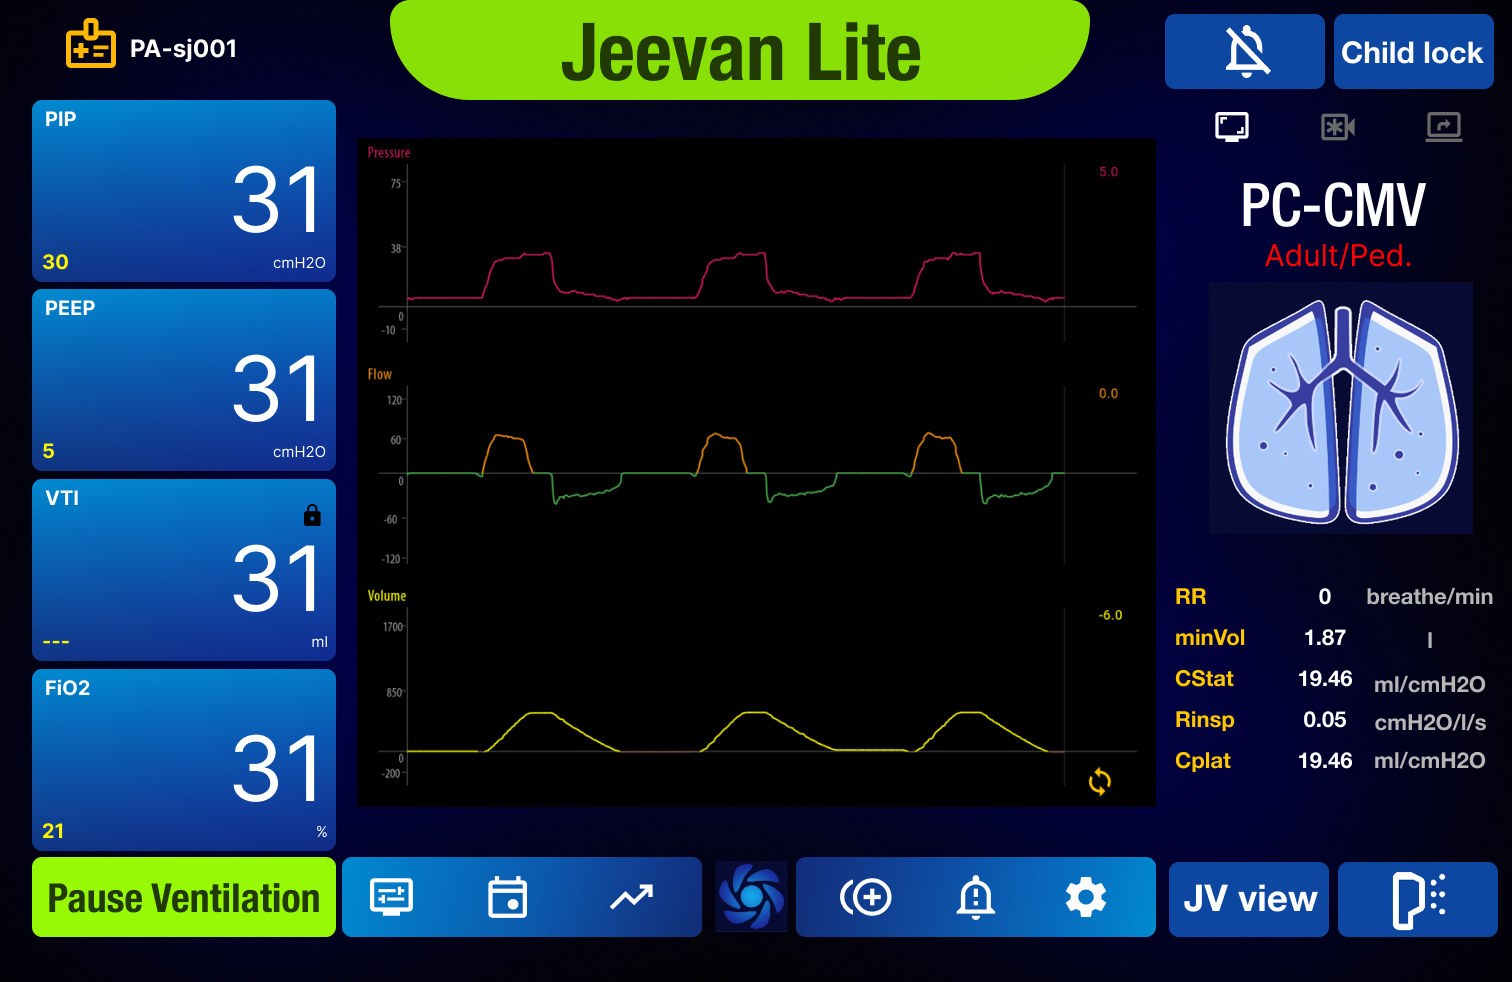 PA-sj001
Jeevan Lite
Child lock
PIP
31
30
cmH2O
PEEP
31
5
cmH2O
VTI
31
---
ml
FiO2
31
21
%
Pressure
5.0
75
38
0
-10
Flow
0.0
120
60
0
-60
-120
Volume
-6.0
1700
850
0
-200
PC-CMV
Adult/Ped.
RR 0 breathe/min
minVol 1.87 l
CStat 19.46 ml/cmH2O
Rinsp 0.05 cmH2O/l/s
Cplat 19.46 ml/cmH2O
Pause Ventilation
JV view